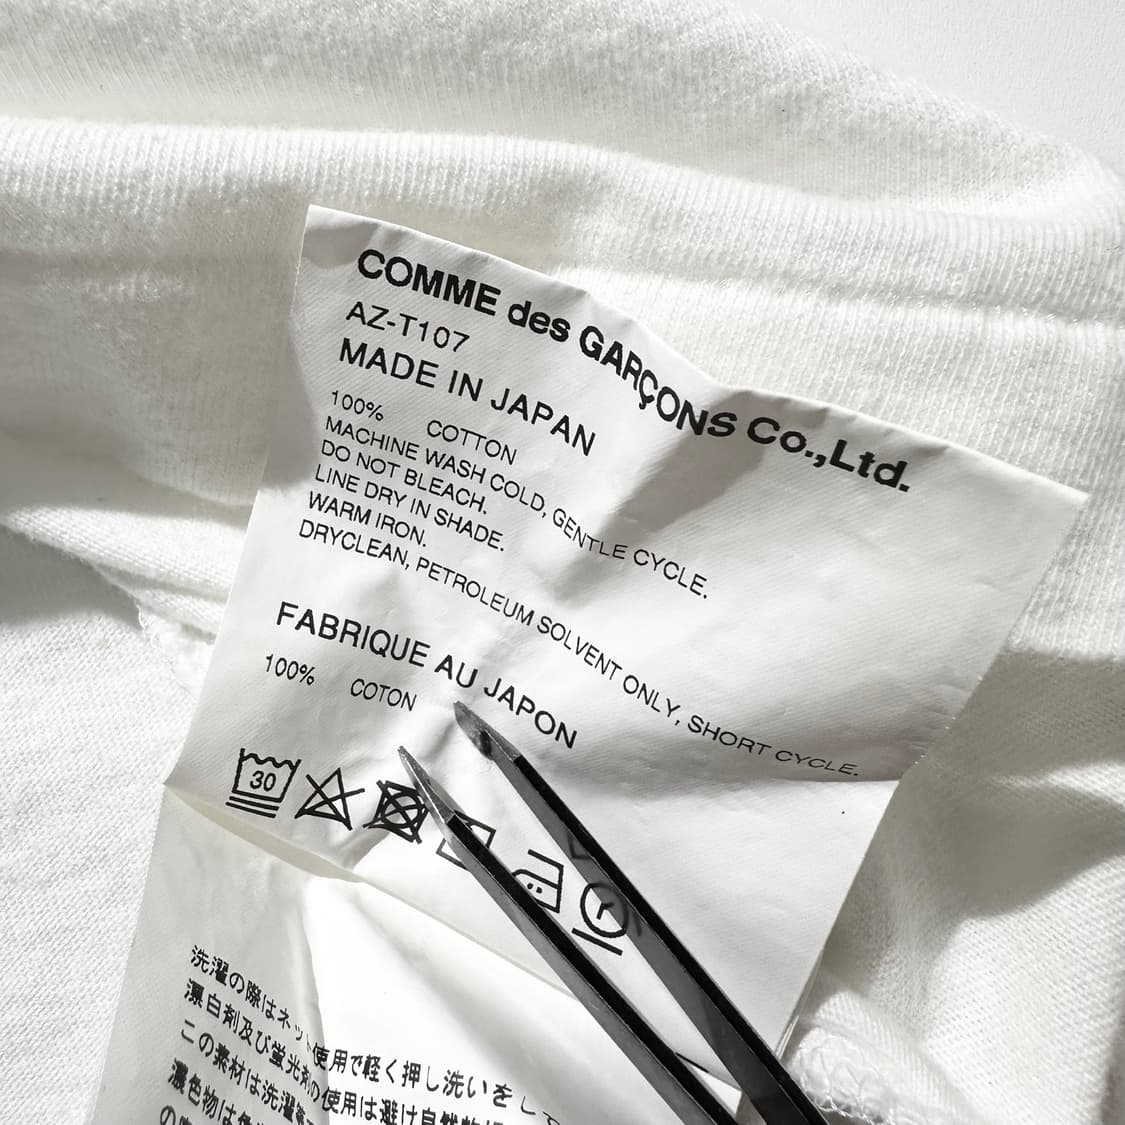 COMME des GARÇONS Co.,Ltd.
AZ-T107
MADE IN JAPAN
100% COTTON
MACHINE WASH COLD, GENTLE CYCLE.
DO NOT BLEACH.
LINE DRY IN SHADE.
WARM IRON.
DRYCLEAN, PETROLEUM SOLVENT ONLY, SHORT CYCLE.
FABRIQUE AU JAPON
100% COTON
30
洗濯の際はネット使用で軽く押し洗いをして
漂白剤及び蛍光剤の使用は避け自然乾
この素材は洗濯等
濃色物は